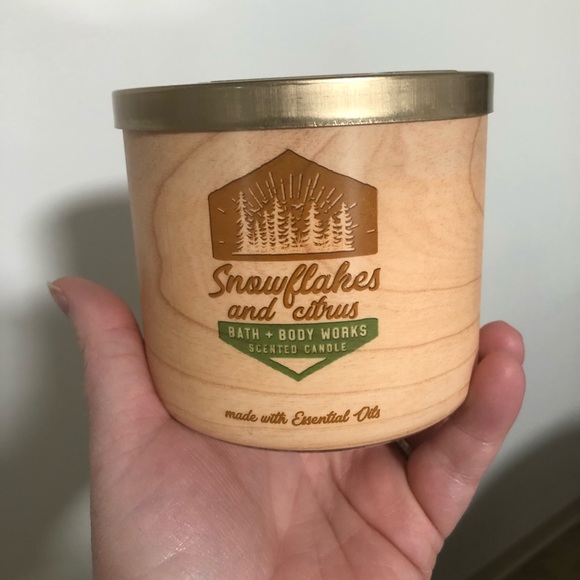 Snowflakes
and citrus
BATH + BODY WORKS
SCENTED CANDLE
made with Essential Oils